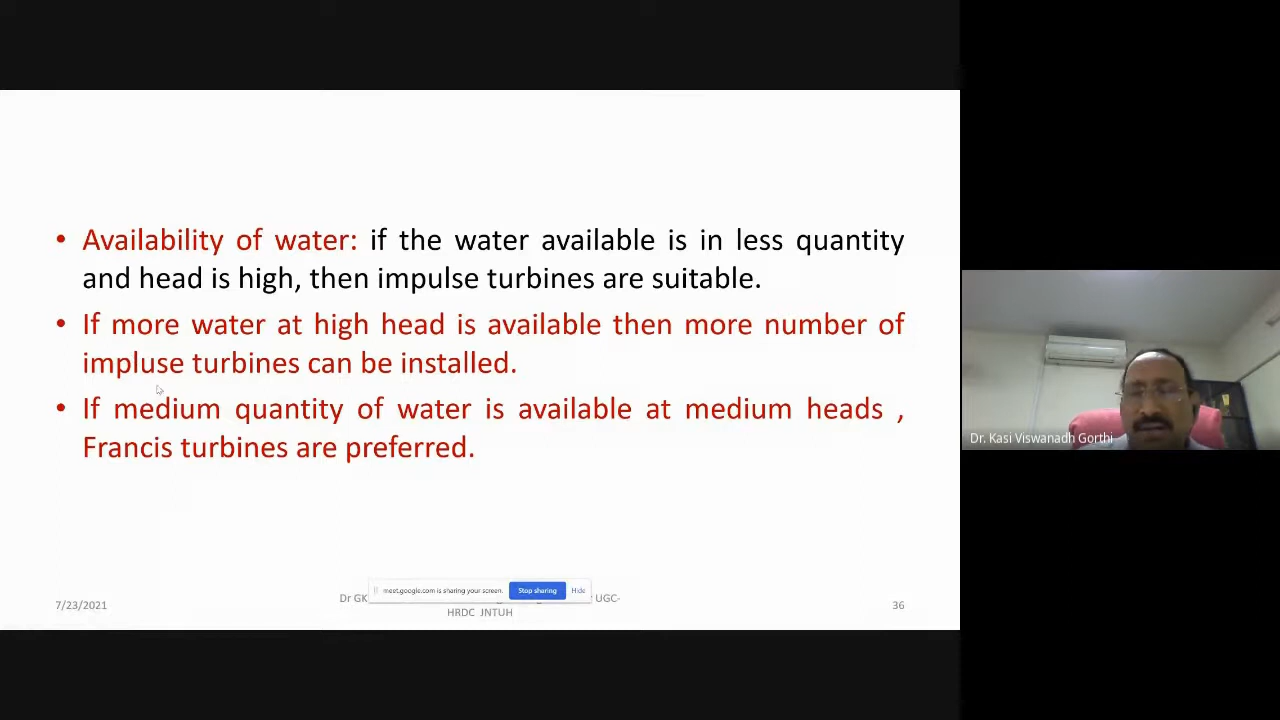 • Availability of water: if the water available is in less quantity
and head is high, then impulse turbines are suitable.
• If more water at high head is available then more number of
impluse turbines can be installed.
• If medium quantity of water is available at medium heads ,
Francis turbines are preferred.
Dr. Kasi Viswanadh Gorthi
meet.google.com is sharing your screen. Stop sharing Hide
7/23/2021
Dr GK UGC-
HRDC JNTUH
36